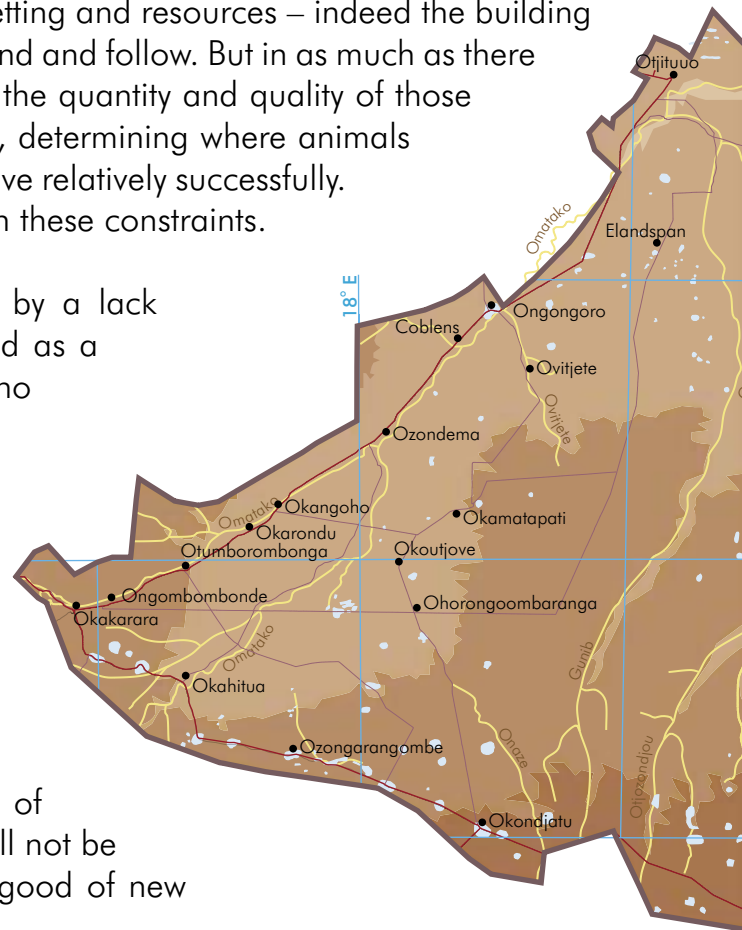 etting and resources – indeed the building
nd and follow. But in as much as there
the quantity and quality of those
, determining where animals
ve relatively successfully.
n these constraints.
by a lack
d as a
no
of
ll not be
good of new
Otjituuo
Omatako
Elandspan
18° E
Ongongoro
Coblens
Ovitjete
Ovitjete
Ozondema
Omatako
Okangoho
Okarondu
Okamatapati
Otumborombonga
Okoutjove
Ongombombonde
Ohorongoombaranga
Okakarara
Omatako
Gunib
Okahitua
Ozongarangombe
Onaze
Otjozondjou
Okondjatu